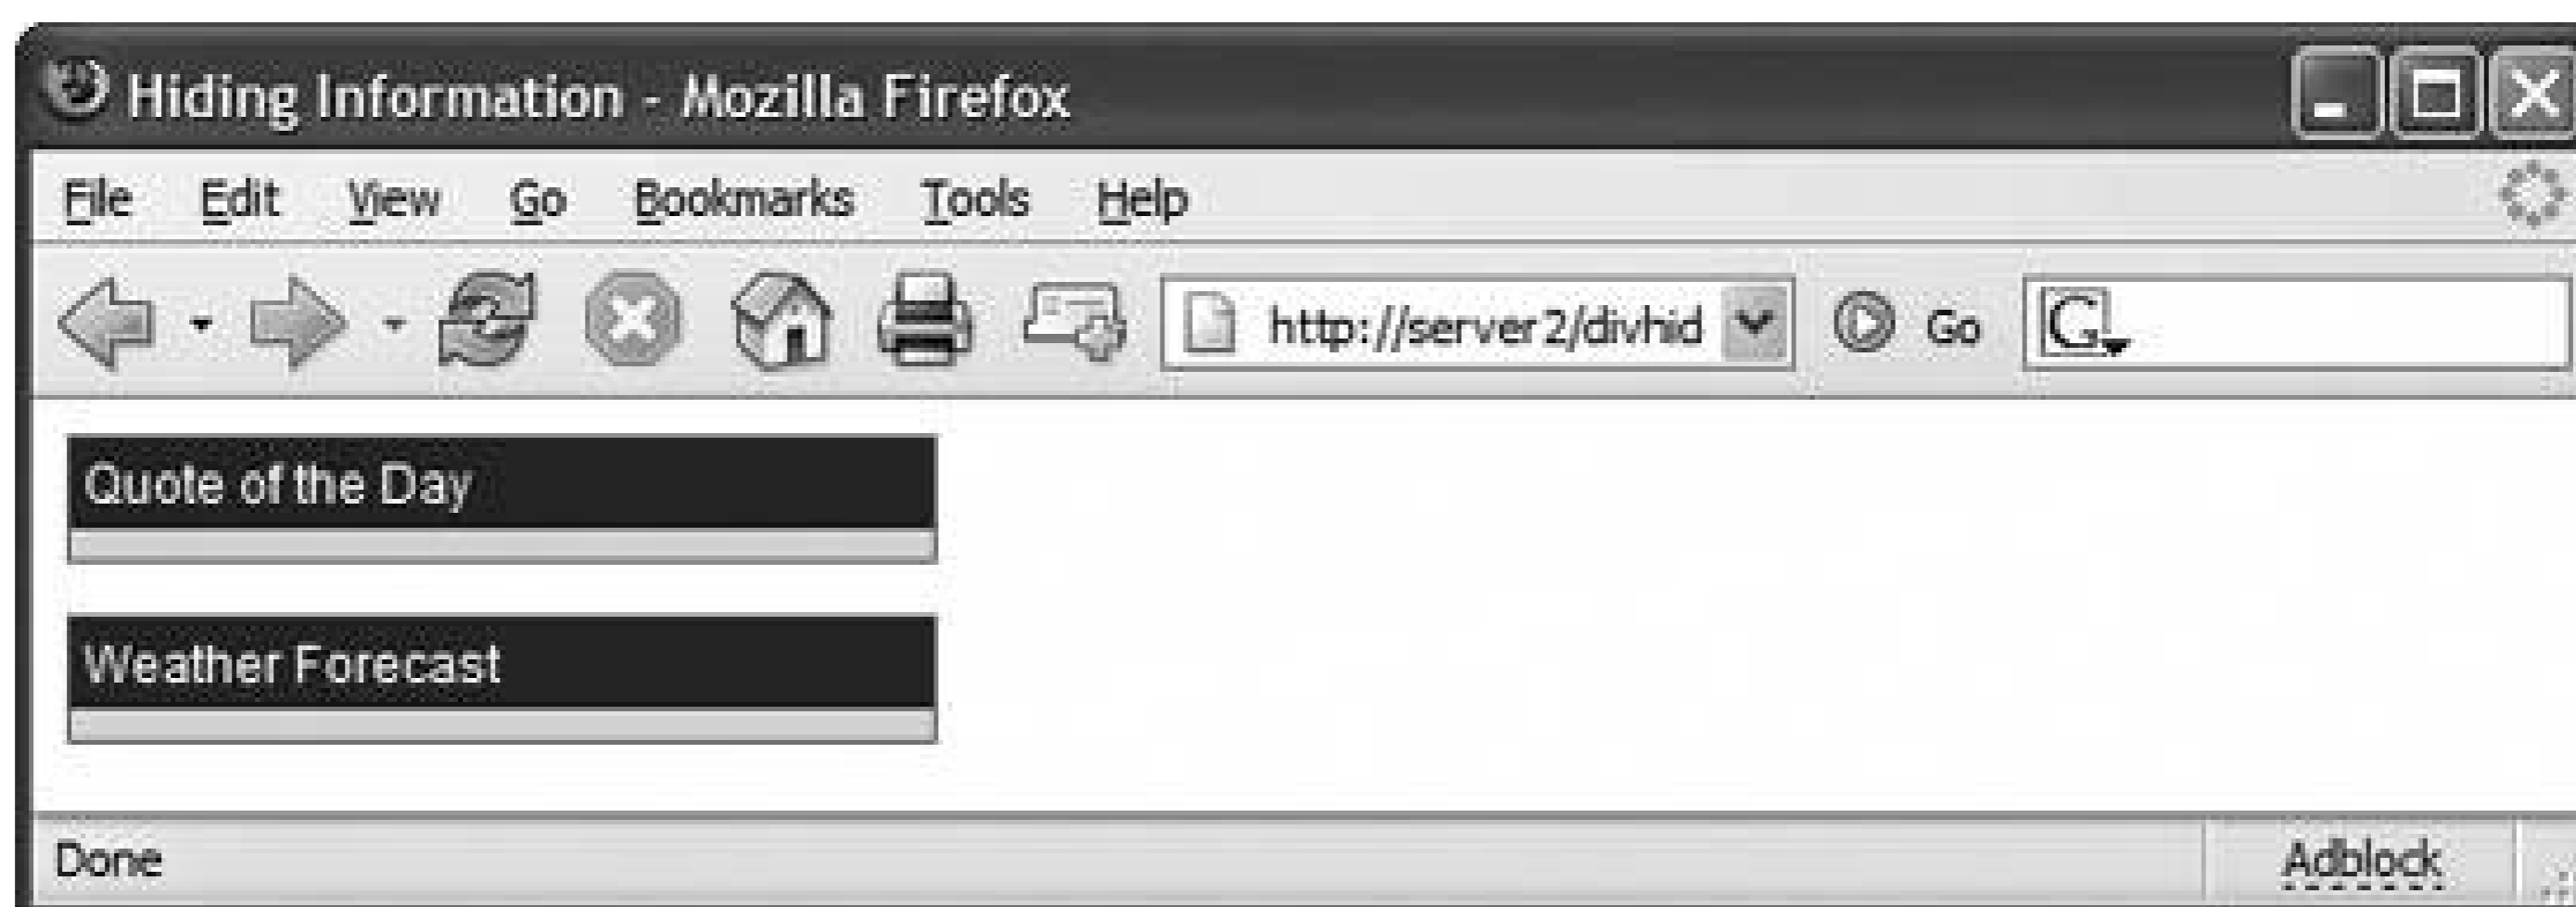 Hiding Information - Mozilla Firefox
File Edit View Go Bookmarks Tools Help
http://server2/divhid Go G
Quote of the Day
Weather Forecast
Done Adblock